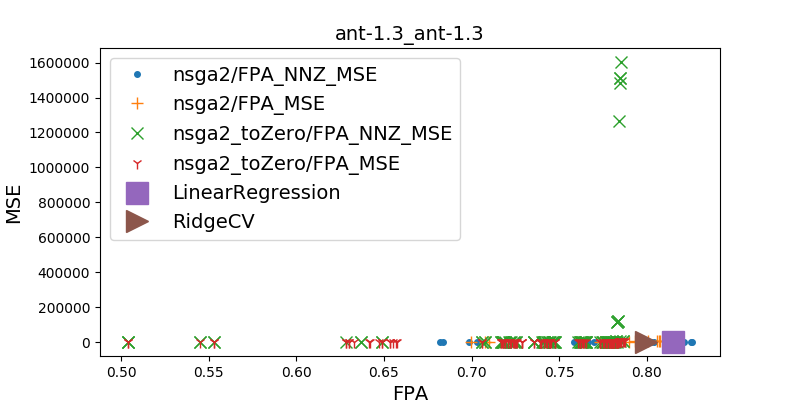 ant-1.3_ant-1.3
MSE
1600000
1400000
1200000
1000000
800000
600000
400000
200000
0
nsga2/FPA_NNZ_MSE
nsga2/FPA_MSE
nsga2_toZero/FPA_NNZ_MSE
nsga2_toZero/FPA_MSE
LinearRegression
RidgeCV
0.50 0.55 0.60 0.65 0.70 0.75 0.80
FPA